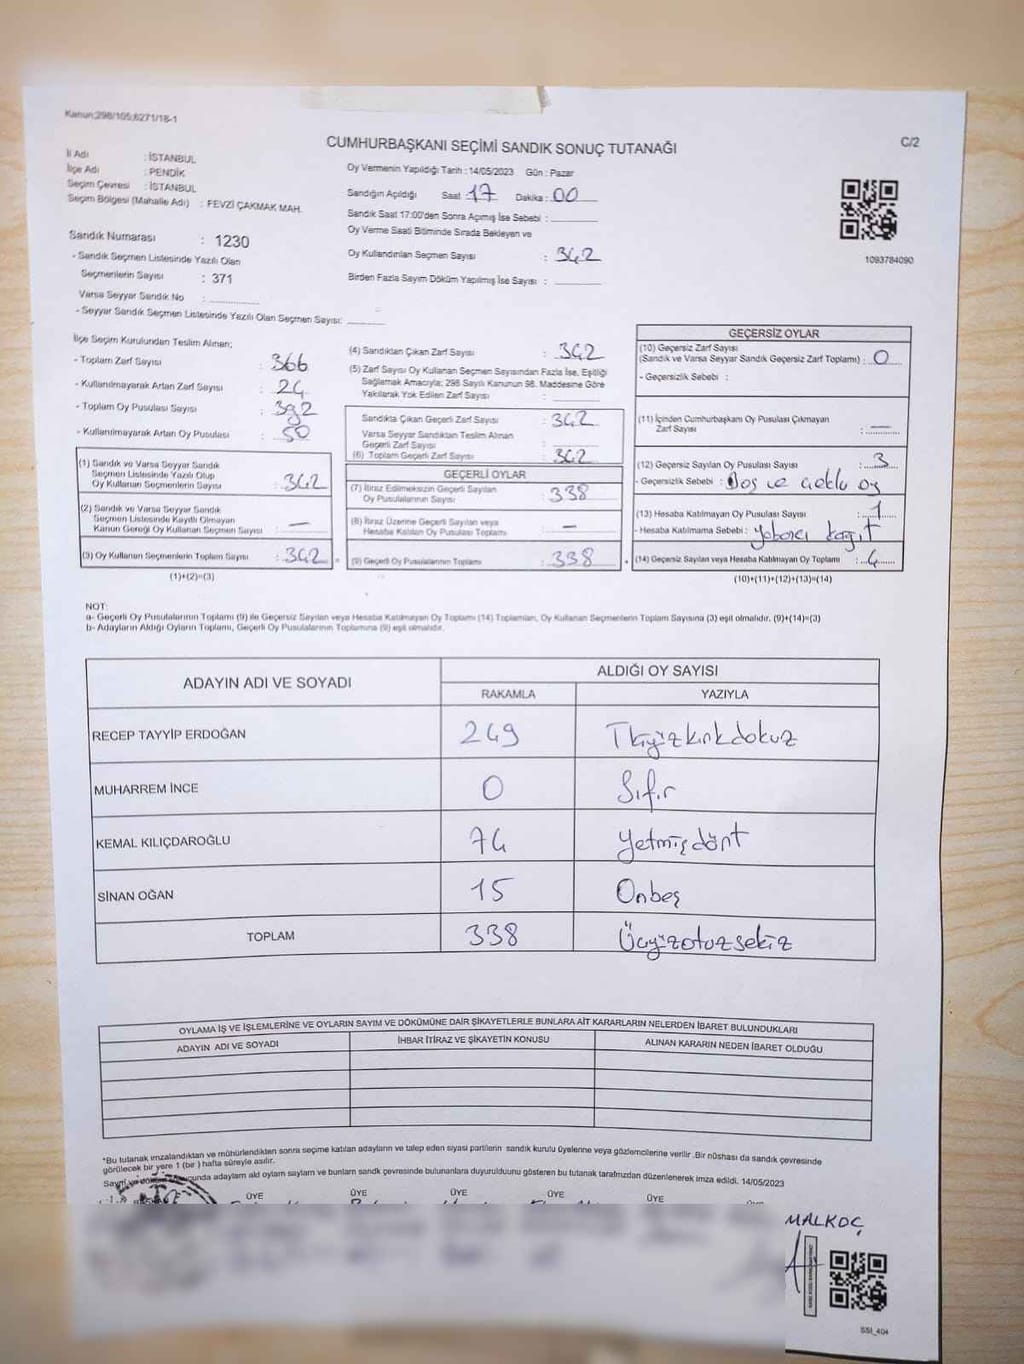 Kanun:298/105;6271/18-1
C/2
CUMHURBAŞKANI SEÇİMİ SANDIK SONUÇ TUTANAĞI
İl Adı : İSTANBUL
İlçe Adı : PENDİK
Seçim Çevresi : İSTANBUL
Seçim Bölgesi (Mahalle Adı) : FEVZİ ÇAKMAK MAH.
Sandık Numarası : 1230
- Sandık Seçmen Listesinde Yazılı Olan
Seçmenlerin Sayısı : 371
Varsa Seyyar Sandık No :
- Seyyar Sandık Seçmen Listesinde Yazılı Olan Seçmen Sayısı:
Oy Vermenin Yapıldığı Tarih : 14/05/2023 Gün : Pazar
Sandığın Açıldığı Saat : 17 Dakika : 00
Sandık Saat 17:00'den Sonra Açımış İse Sebebi :
Oy Verme Saati Bitiminde Sırada Bekleyen ve
Oy Kullandırılan Seçmen Sayısı : 342
Birden Fazla Sayım Döküm Yapılmış İse Sayısı :
1093784090
İlçe Seçim Kurulundan Teslim Alınan;
- Toplam Zarf Sayısı : 366
- Kullanılmayarak Artan Zarf Sayısı : 24
- Toplam Oy Pusulası Sayısı : 392
- Kullanılmayarak Artan Oy Pusulası : 50
(1) Sandık ve Varsa Seyyar Sandık
Seçmen Listesinde Yazılı Olup
Oy Kullanan Seçmenlerin Sayısı : 342
(2) Sandık ve Varsa Seyyar Sandık
Seçmen Listesinde Kayıtlı Olmayan
Kanun Gereği Oy Kullanan Seçmen Sayısı : —
(3) Oy Kullanan Seçmenlerin Toplam Sayısı : 342 =
(1)+(2)=(3)
(4) Sandıktan Çıkan Zarf Sayısı : 342
(5) Zarf Sayısı Oy Kullanan Seçmen Sayısından Fazla İse, Eşitliği
Sağlamak Amacıyla; 298 Sayılı Kanunun 98. Maddesine Göre
Yakılarak Yok Edilen Zarf Sayısı :
Sandıkta Çıkan Geçerli Zarf Sayısı : 342
Varsa Seyyar Sandıktan Teslim Alınan
Geçerli Zarf Sayısı :
(6) Toplam Geçerli Zarf Sayısı : 342
GEÇERLİ OYLAR
(7) İtiraz Edilmeksizin Geçerli Sayılan
Oy Pusulalarının Sayısı : 338
(8) İtiraz Üzerine Geçerli Sayılan veya
Hesaba Katılan Oy Pusulası Toplamı : —
(9) Geçerli Oy Pusulalarının Toplamı : 338 +
GEÇERSİZ OYLAR
(10) Geçersiz Zarf Sayısı
(Sandık ve Varsa Seyyar Sandık Geçersiz Zarf Toplamı) : 0
- Geçersizlik Sebebi :
(11) İçinden Cumhurbaşkanı Oy Pusulası Çıkmayan
Zarf Sayısı : —
(12) Geçersiz Sayılan Oy Pusulası Sayısı : 3
- Geçersizlik Sebebi : Boş ve açıklı oy
(13) Hesaba Katılmayan Oy Pusulası Sayısı : 1
- Hesaba Katılmama Sebebi : Yabancı kağıt
(14) Geçersiz Sayılan veya Hesaba Katılmayan Oy Toplamı : 4
(10)+(11)+(12)+(13)=(14)
NOT:
a- Geçerli Oy Pusulalarının Toplamı (9) ile Geçersiz Sayılan veya Hesaba Katılmayan Oy Toplamı (14) Toplamları, Oy Kullanan Seçmenlerin Toplam Sayısına (3) eşit olmalıdır. (9)+(14)=(3)
b- Adayların Aldığı Oyların Toplamı, Geçerli Oy Pusulalarının Toplamına (9) eşit olmalıdır.
ADAYIN ADI VE SOYADI ALDIĞI OY SAYISI
RAKAMLA YAZIYLA
RECEP TAYYİP ERDOĞAN 249 İkiyüzkırkdokuz
MUHARREM İNCE 0 Sıfır
KEMAL KILIÇDAROĞLU 74 yetmişdört
SİNAN OĞAN 15 Onbeş
TOPLAM 338 Üçyüzotuzsekiz
OYLAMA İŞ VE İŞLEMLERİNE VE OYLARIN SAYIM VE DÖKÜMÜNE DAİR ŞİKAYETLERLE BUNLARA AİT KARARLARIN NELERDEN İBARET BULUNDUKLARI
ADAYIN ADI VE SOYADI İHBAR İTİRAZ VE ŞİKAYETİN KONUSU ALINAN KARARIN NEDEN İBARET OLDUĞU
*Bu tutanak imzalandıktan ve mühürlendikten sonra seçime katılan adayların ve talep eden siyasi partilerin sandık kurulu üyelerine veya gözlemcilerine verilir .Bir nüshası da sandık çevresinde
görülecek bir yere 1 (bir ) hafta süreyle asılır.
adayların aldı oyların sayılarını ve bunların sandık çevresinde bulunanlara duyurulduunu gösteren bu tutanak tarafımızdan düzenlenerek imza edildi. 14/05/2023
ÜYE ÜYE ÜYE ÜYE ÜYE
MALKOÇ
SSI_404